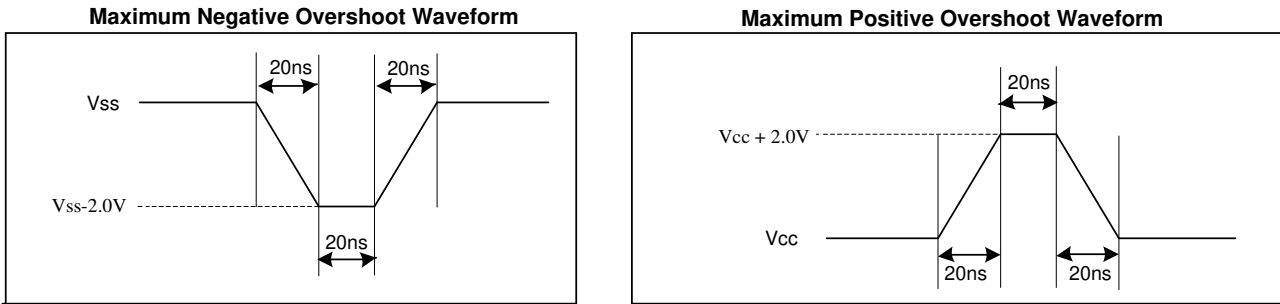 Maximum Negative Overshoot Waveform
20ns
20ns
Vss
Vss-2.0V
20ns
Maximum Positive Overshoot Waveform
20ns
Vcc + 2.0V
Vcc
20ns
20ns